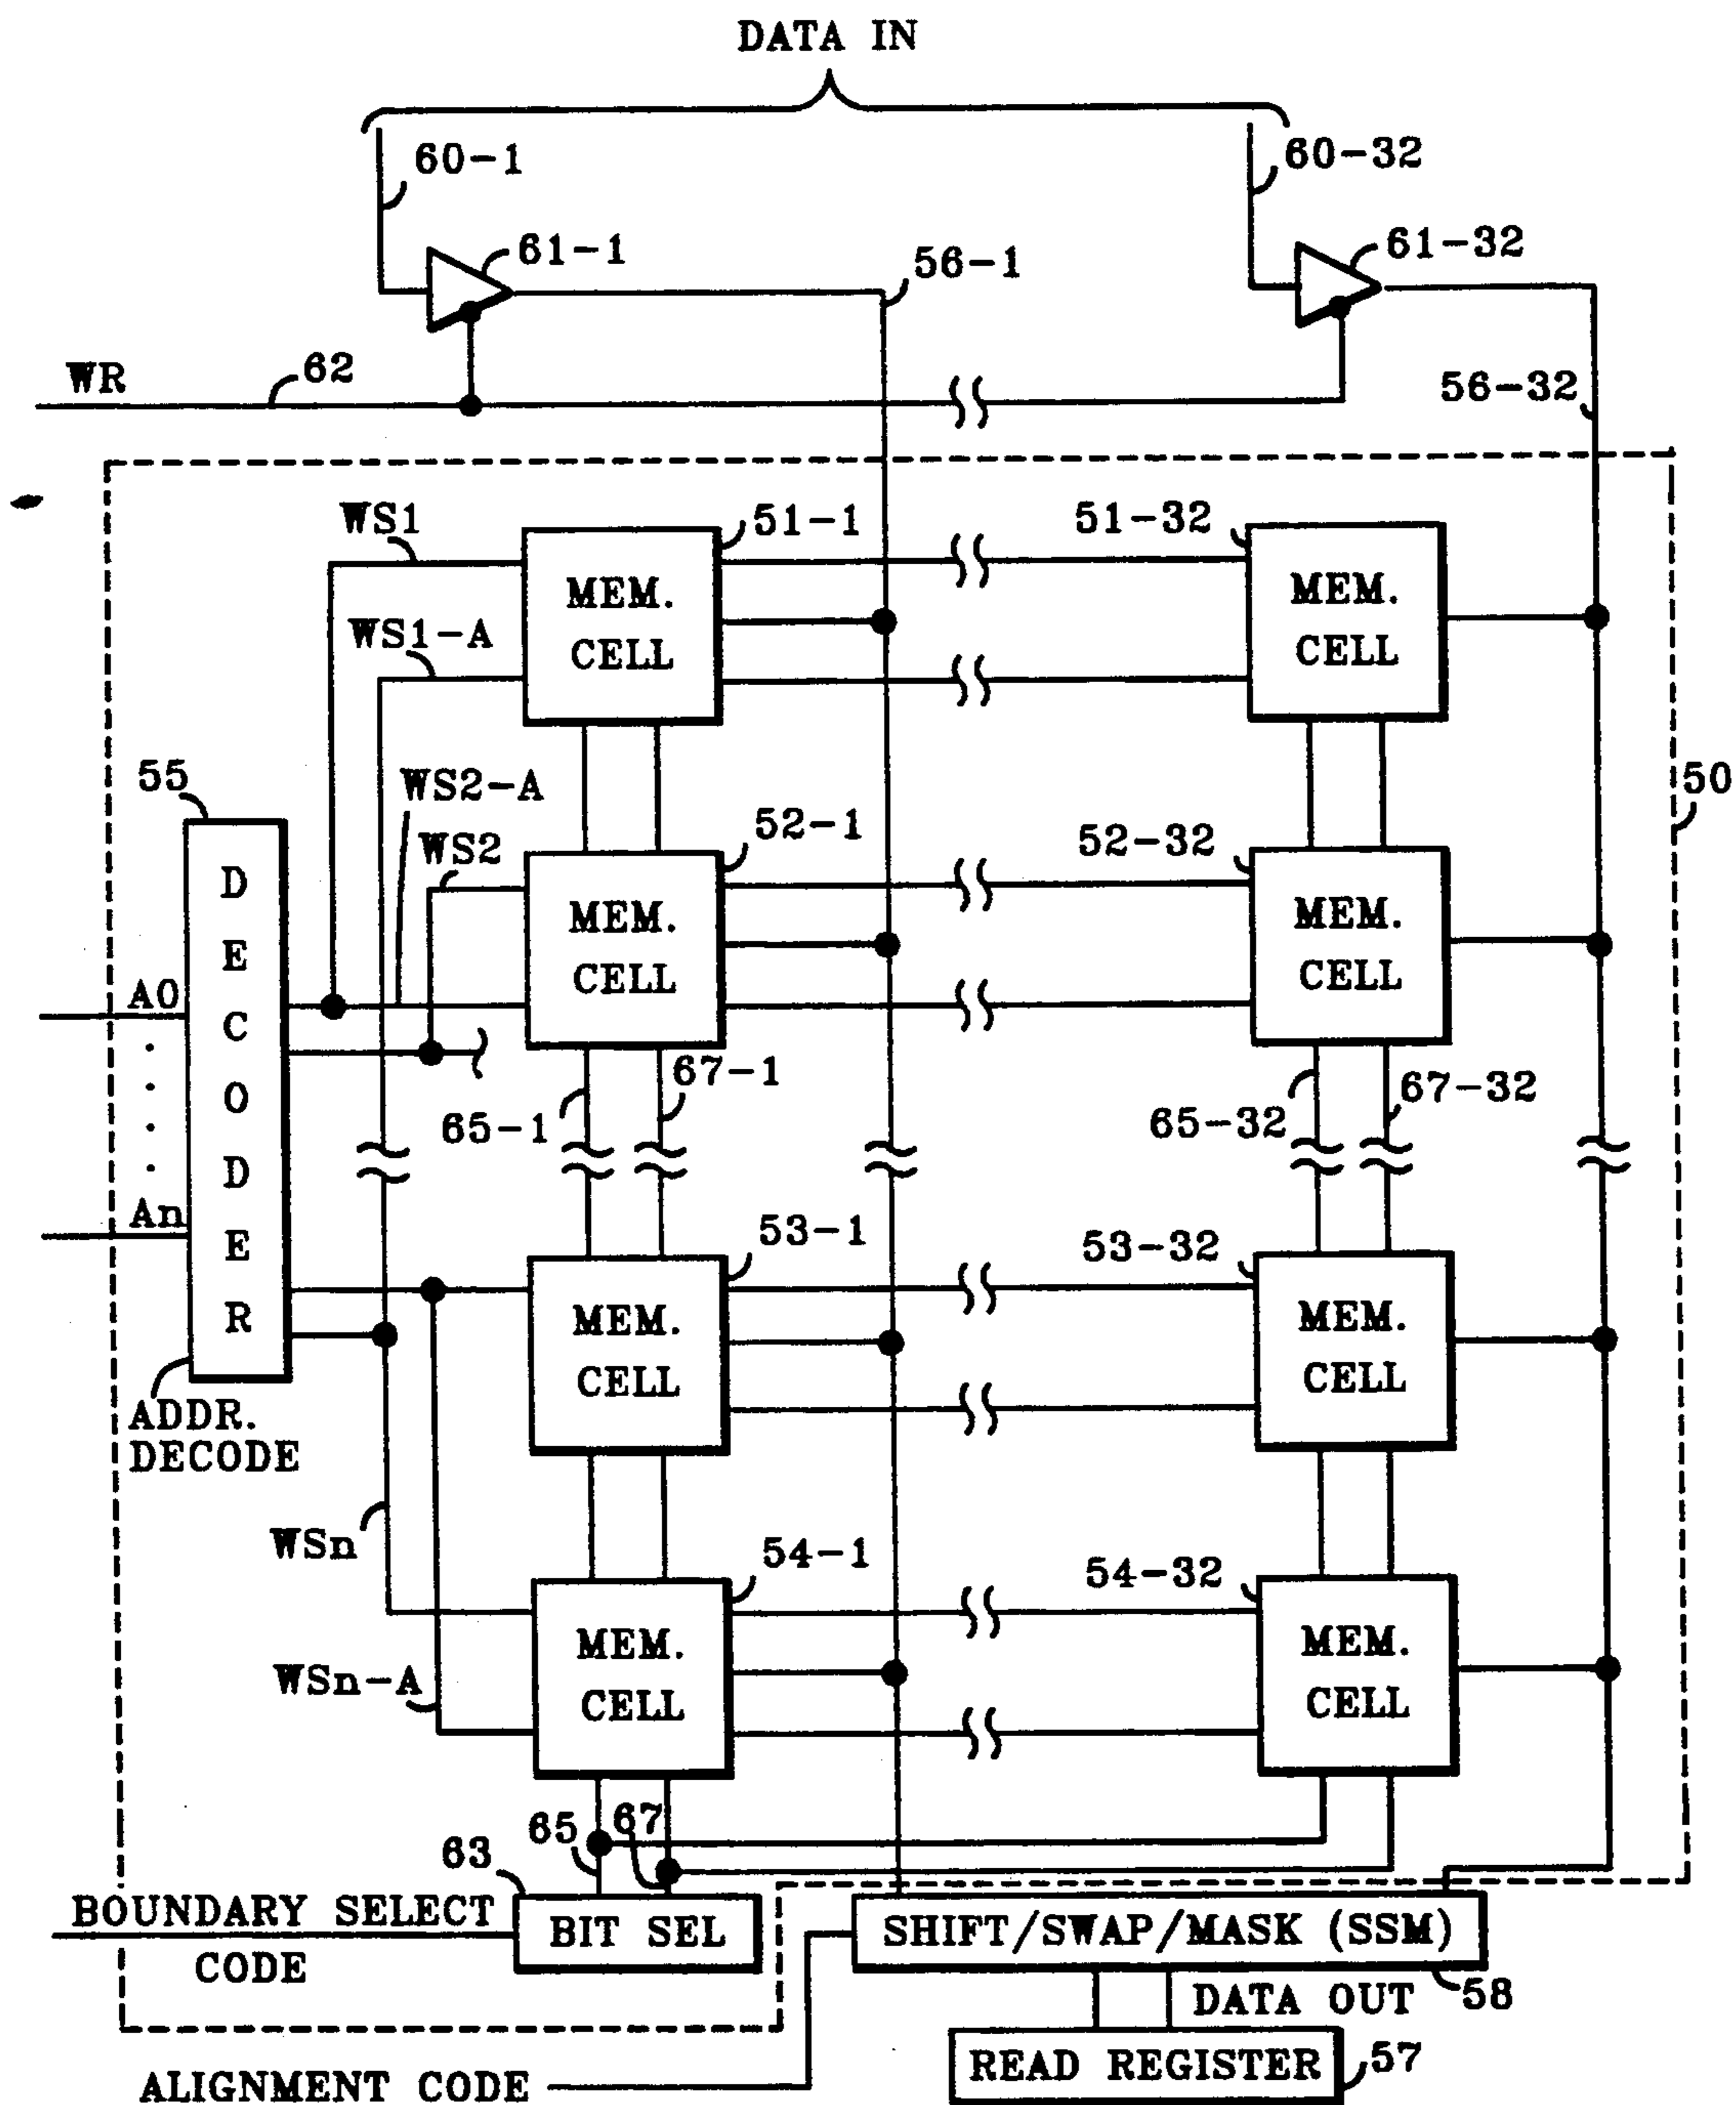 DATA IN
60-1
60-32
61-1
56-1
61-32
WR
62
56-32
WS1
51-1
51-32
MEM.
CELL
MEM.
CELL
WS1-A
55
WS2-A
50
WS2
52-1
52-32
DECODER
MEM.
CELL
MEM.
CELL
A0
67-1
65-1
65-32
67-32
An
53-1
53-32
MEM.
CELL
MEM.
CELL
ADDR.
DECODE
WSn
54-1
54-32
MEM.
CELL
MEM.
CELL
WSn-A
65
67
63
BOUNDARY SELECT
CODE
BIT SEL
SHIFT/SWAP/MASK (SSM)
58
DATA OUT
ALIGNMENT CODE
READ REGISTER
57